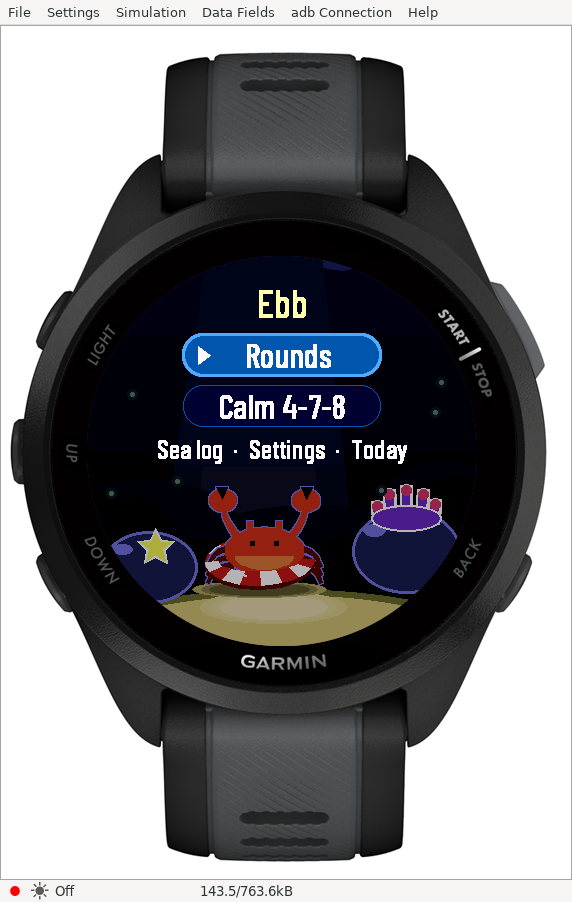 File Settings Simulation Data Fields adb Connection Help
LIGHT
START
STOP
UP
DOWN
BACK
Ebb
Rounds
Calm 4-7-8
Sea log · Settings · Today
GARMIN
Off 143.5/763.6kB